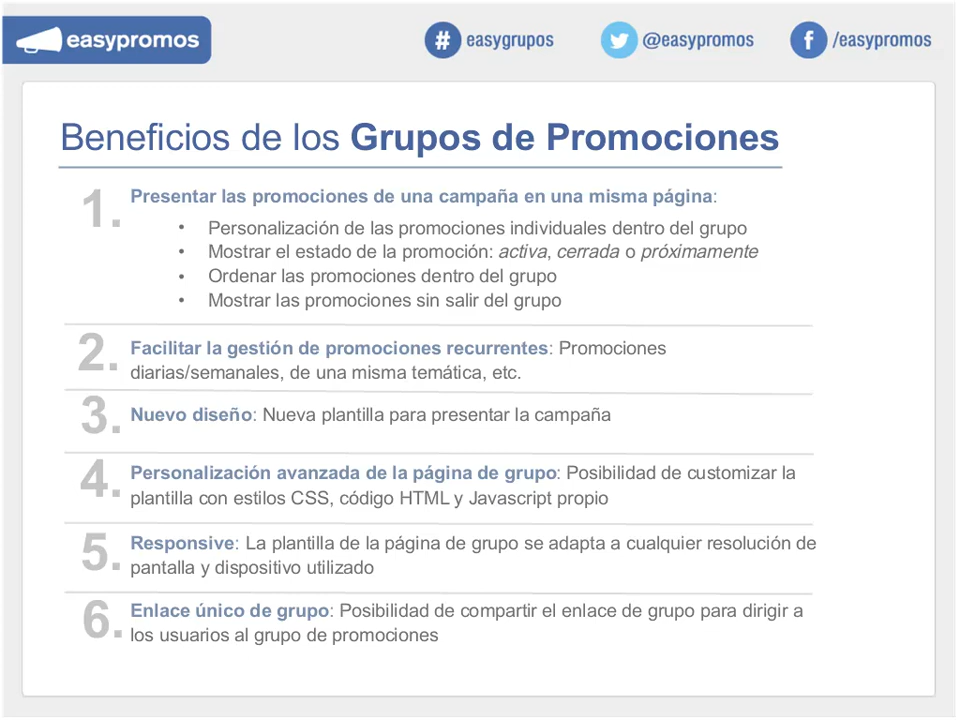 easypromos
# easygrupos
@easypromos
f /easypromos
Beneficios de los Grupos de Promociones
1. Presentar las promociones de una campaña en una misma página:
• Personalización de las promociones individuales dentro del grupo
• Mostrar el estado de la promoción: activa, cerrada o próximamente
• Ordenar las promociones dentro del grupo
• Mostrar las promociones sin salir del grupo
2. Facilitar la gestión de promociones recurrentes: Promociones
diarias/semanales, de una misma temática, etc.
3. Nuevo diseño: Nueva plantilla para presentar la campaña
4. Personalización avanzada de la página de grupo: Posibilidad de customizar la
plantilla con estilos CSS, código HTML y Javascript propio
5. Responsive: La plantilla de la página de grupo se adapta a cualquier resolución de
pantalla y dispositivo utilizado
6. Enlace único de grupo: Posibilidad de compartir el enlace de grupo para dirigir a
los usuarios al grupo de promociones